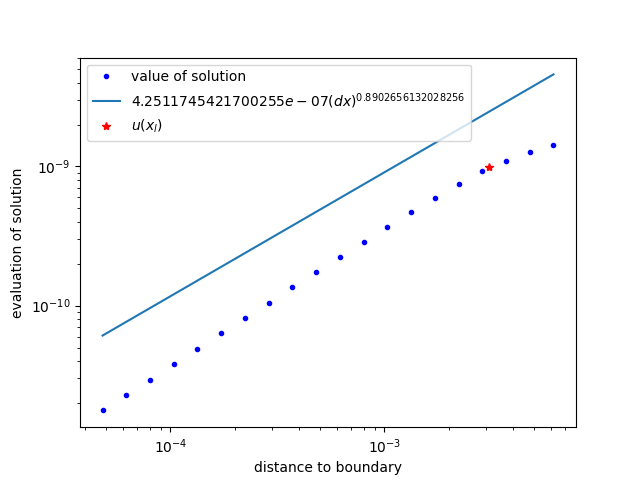 value of solution
4.2511745421700255e − 07(dx)^0.8902656132028256
u(x_l)
10^−9
10^−10
evaluation of solution
10^−4
10^−3
distance to boundary